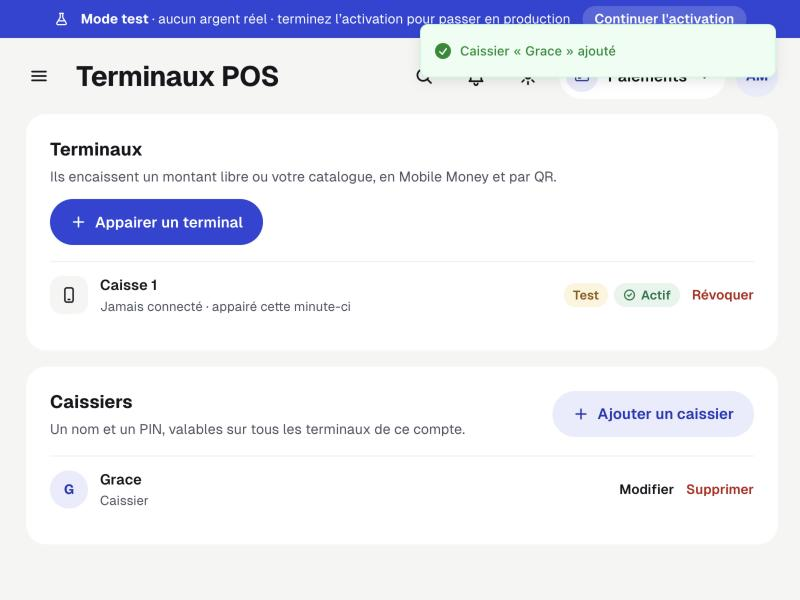 Mode test · aucun argent réel · terminez l'activation pour passer en production
Continuer l'activation
Caissier « Grace » ajouté
Terminaux POS
Paiements
AM
Terminaux
Ils encaissent un montant libre ou votre catalogue, en Mobile Money et par QR.
+ Appairer un terminal
Caisse 1
Jamais connecté · appairé cette minute-ci
Test
Actif
Révoquer
Caissiers
Un nom et un PIN, valables sur tous les terminaux de ce compte.
+ Ajouter un caissier
G
Grace
Caissier
Modifier
Supprimer